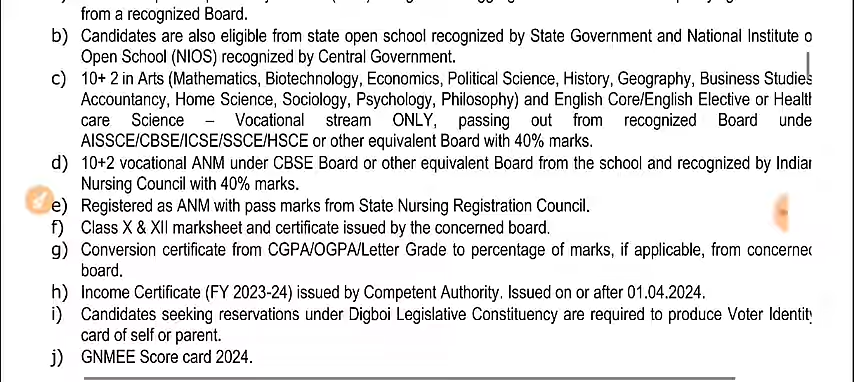 from a recognized Board.
b) Candidates are also eligible from state open school recognized by State Government and National Institute o
Open School (NIOS) recognized by Central Government.
c) 10+ 2 in Arts (Mathematics, Biotechnology, Economics, Political Science, History, Geography, Business Studies
Accountancy, Home Science, Sociology, Psychology, Philosophy) and English Core/English Elective or Healt
care Science – Vocational stream ONLY, passing out from recognized Board unde
AISSCE/CBSE/ICSE/SSCE/HSCE or other equivalent Board with 40% marks.
d) 10+2 vocational ANM under CBSE Board or other equivalent Board from the school and recognized by Indian
Nursing Council with 40% marks.
e) Registered as ANM with pass marks from State Nursing Registration Council.
f) Class X & XII marksheet and certificate issued by the concerned board.
g) Conversion certificate from CGPA/OGPA/Letter Grade to percentage of marks, if applicable, from concerned
board.
h) Income Certificate (FY 2023-24) issued by Competent Authority. Issued on or after 01.04.2024.
i) Candidates seeking reservations under Digboi Legislative Constituency are required to produce Voter Identity
card of self or parent.
j) GNMEE Score card 2024.